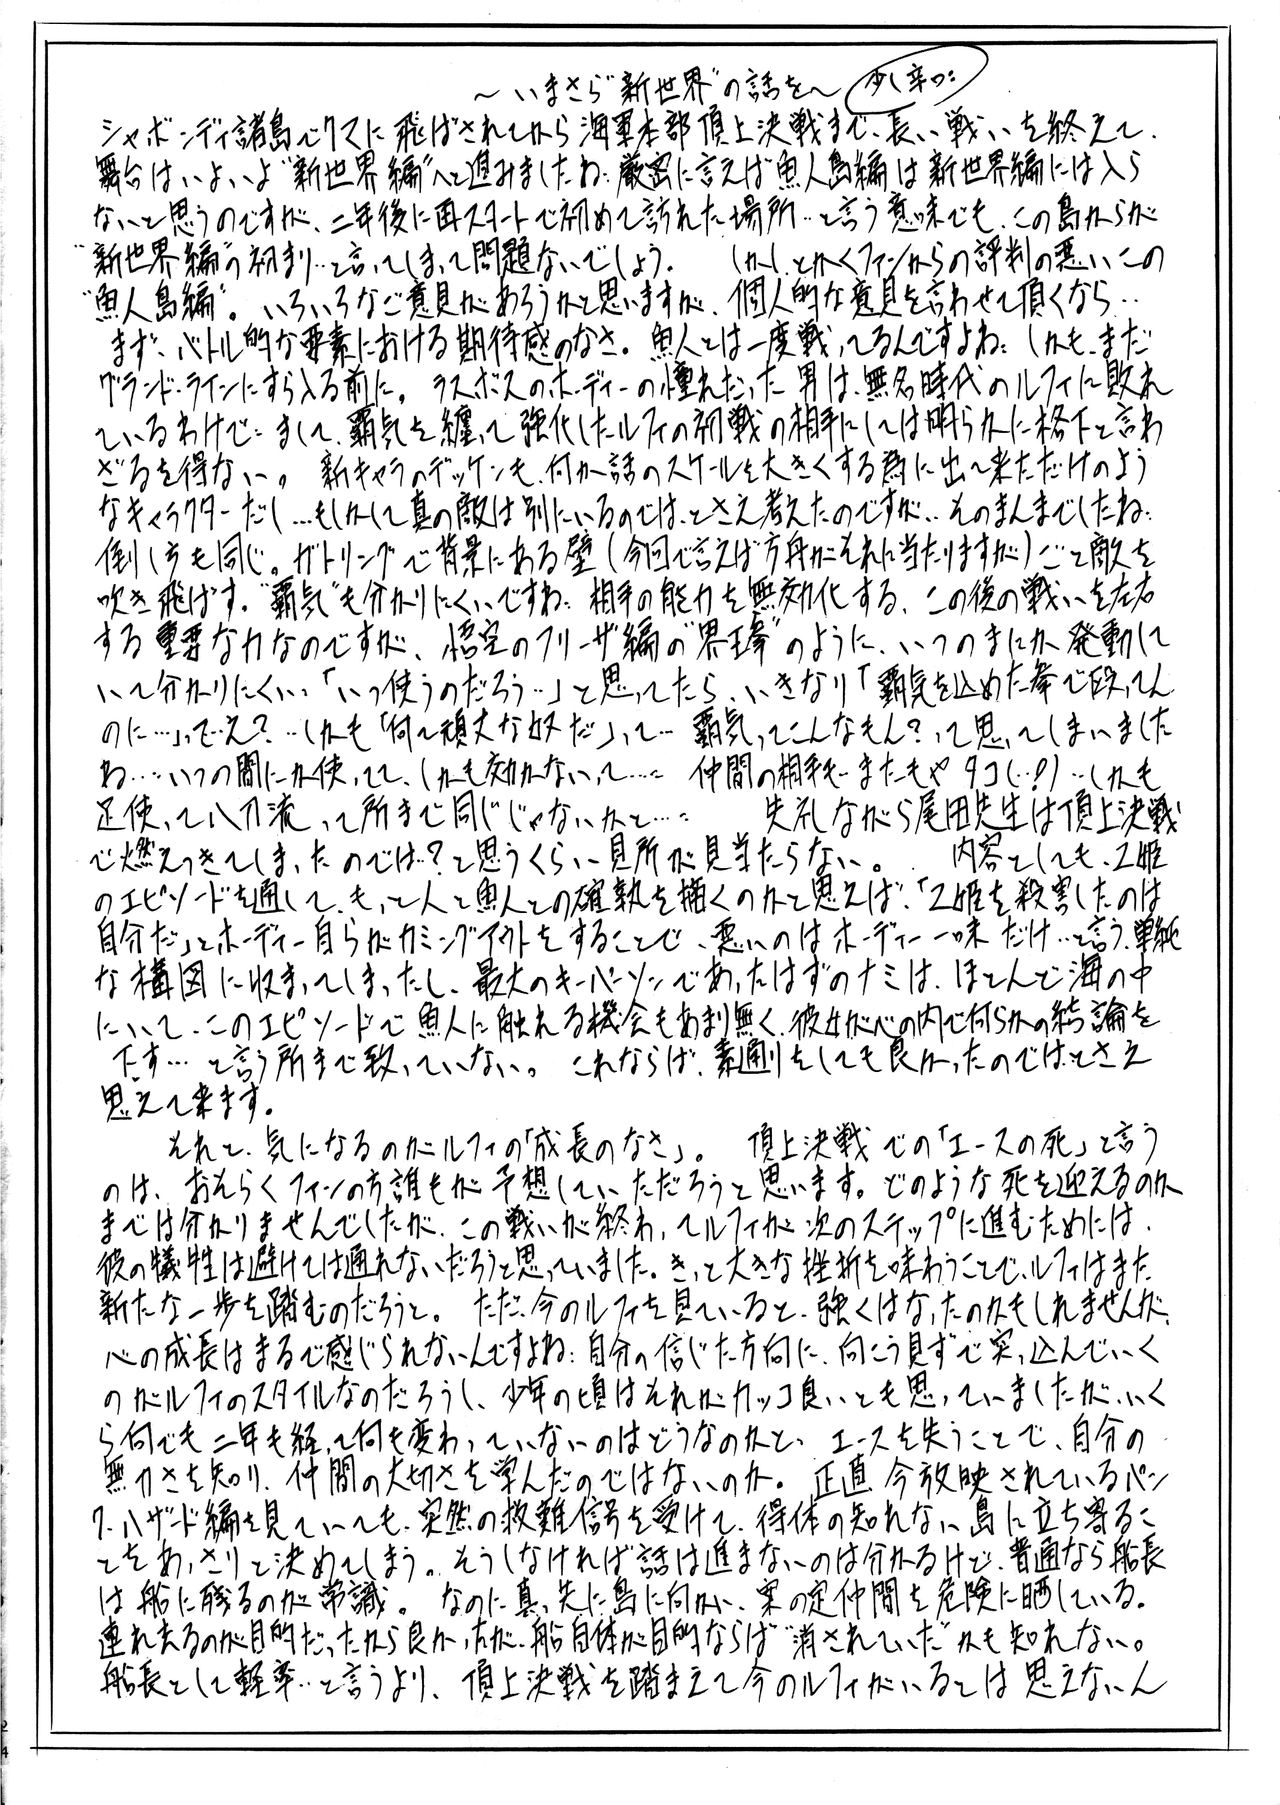 ～いまさら“新世界”の話を～ 少し辛口:
シャボンディ諸島でクマに飛ばされてから海軍本部頂上決戦まで、長い戦いを終えて、
舞台はいよいよ“新世界編”へと進みましたね: 厳密に言えば魚人島編は新世界編には入ら
ないと思うのですが、二年後に再スタートで初めて訪れた場所…と言う意味でも、この島からが
“新世界編”の初まり…と言ってしまって問題ないでしょう。 しかし、とかくファンからの評判の悪いこの
“魚人島編”。いろいろなご意見があろうかと思いますが、個人的な意見を言わせて頂くなら…
まず、バトル的な要素における期待感のなさ。魚人とは一度戦ってるんですよね: しかも、まだ
グランド・ラインにすら入る前に。 ラスボスのホーディーの憧れだった男は、無名時代のルフィに敗れ
ているわけで: まして、覇気を纏って強化したルフィの初戦の相手にしては明らかに格下と言わ
ざるを得ない。 新キャラのデッケンも、何か話のスケールを大きくする為に出て来ただけのよう
なキャラクターだし…もしかして真の敵は別にいるのでは…とさえ考えたのですが、そのまんまでしたね:
倒し方も同じ。ガトリングで背景にある壁(今回で言えば方舟がそれに当たりますが)ごと敵を
吹き飛ばす。“覇気”も分かりにくいですね: 相手の能力を無効化する、この後の戦いを左右
する重要な力なのですが、悟空のフリーザ編の“界王拳”のように、いつのまにか発動して
いて分かりにくい、「いつ使うのだろう…」と思ってたら、いきなり「覇気を込めた拳で殴ってん
のに…」って…え？…しかも「何て頑丈な奴だ」って… 覇気ってこんなもん？って思ってしまいました
ね…いつの間にか使ってて、しかも効かないって…: 仲間の相手も…またもやタコ(…!)…しかも
足使って八刀流って所まで同じじゃないかと…: 失礼ながら尾田先生は頂上決戦
で燃えつきてしまったのでは？と思うくらい見所が見当たらない。 内容としても、乙姫
のエピソードを通して、もっと人と魚人との確執を描くのかと思えば、「乙姫を殺害したのは
自分だ」とホーディー自らがカミングアウトをすることで、悪いのはホーディー一味だけ…と言う、単純
な構図に収まってしまったし、最大のキーパーソンであったはずのナミは、ほとんど海の中
にいて、このエピソードで魚人に触れる機会もあまり無く、彼女が心の内で何らかの結論を
下す…と言う所まで致っていない。 これならば、素通りをしても良かったのでは…とさえ
思えて来ます。
それと、気になるのがルフィの「成長のなさ」。 頂上決戦での「エースの死」と言う
のは、おそらくファンの方誰もが予想していただろうと思います。どのような死を迎えるのか
までは分かりませんでしたが、この戦いが終わってルフィが次のステップに進むためには、
彼の犠牲は避けては通れないだろうと思っていました。きっと大きな挫折を味わうことで、ルフィはまた
新たな一歩を踏むのだろうと。 ただ、今のルフィを見ていると、強くはなったのかもしれませんが、
心の成長はまるで感じられないんですよね: 自分の信じた方向に、向こう見ずで突っ込んでいく
のがルフィのスタイルなのだろうし、少年の頃はそれがカッコ良いとも思っていましたが、いく
ら何でも二年も経って何も変わっていないのはどうなのかと、 エースを失うことで、自分の
無力さを知り、仲間の大切さを学んだのではないのか。正直、今放映されているパン
ク・ハザード編を見ていても、突然の救難信号を受けて、得体の知れない島に立ち寄るこ
とをあっさりと決めてしまう。そうしなければ話は進まないのは分かるけど、普通なら船長
は船に残るのが常識。 なのに真っ先に島に向かい、案の定仲間を危険に晒している。
連れ去るのが目的だったから良かったが、船自体が目的ならば“消されていた”かも知れない。
船長として軽率…と言うより、頂上決戦を踏まえて今のルフィがいるとは思えないん
24